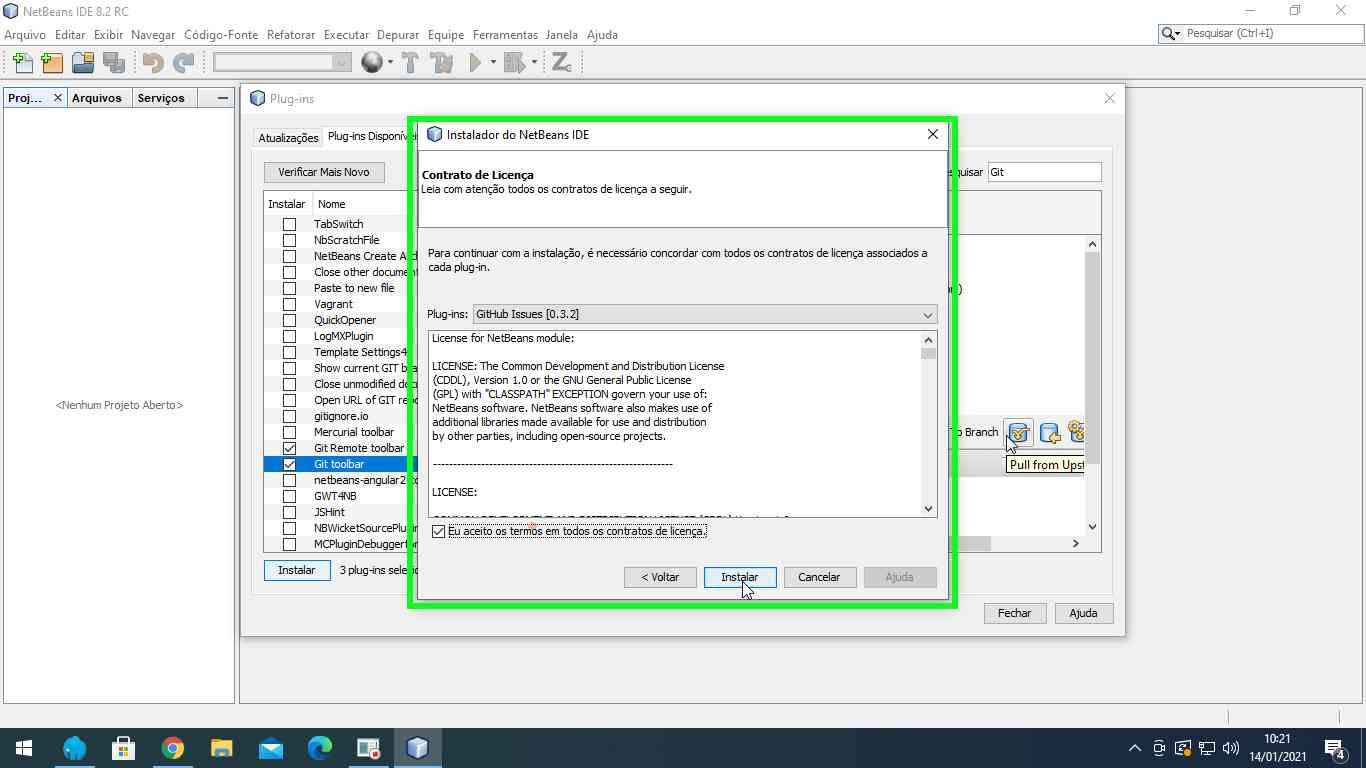 NetBeans IDE 8.2 RC
Arquivo Editar Exibir Navegar Código-Fonte Refatorar Executar Depurar Equipe Ferramentas Janela Ajuda
Pesquisar (Ctrl+I)
Proj... Arquivos Serviços
<Nenhum Projeto Aberto>
Plug-ins
Atualizações Plug-ins
Verificar Mais Novo
Git
Instalar Nome
TabSwitch
NbScratchFile
NetBeans Create
Close other
Paste to new file
Vagrant
QuickOpener
LogMXPlugin
Template Settings4
Show current GIT
Close unmodified
Open URL of GIT
gitignore.io
Mercurial toolbar
Git Remote toolbar
Git toolbar
GWT4NB
JSHint
Instalar 3 plug-ins
Instalador do NetBeans IDE
Contrato de Licença
Leia com atenção todos os contratos de licença a seguir.
Para continuar com a instalação, é necessário concordar com todos os contratos de licença associados a
cada plug-in.
Plug-ins: GitHub Issues [0.3.2]
License for NetBeans module:
LICENSE: The Common Development and Distribution License
(CDDL), Version 1.0 or the GNU General Public License
(GPL) with "CLASSPATH" EXCEPTION govern your use of:
NetBeans software. NetBeans software also makes use of
additional libraries made available for use and distribution
by other parties, including open-source projects.
------------------------------------------------------------
LICENSE:
Eu aceito os termos em todos os contratos de licença.
< Voltar Instalar Cancelar Ajuda
Branch
Pull from
Fechar Ajuda
10:21
14/01/2021
4